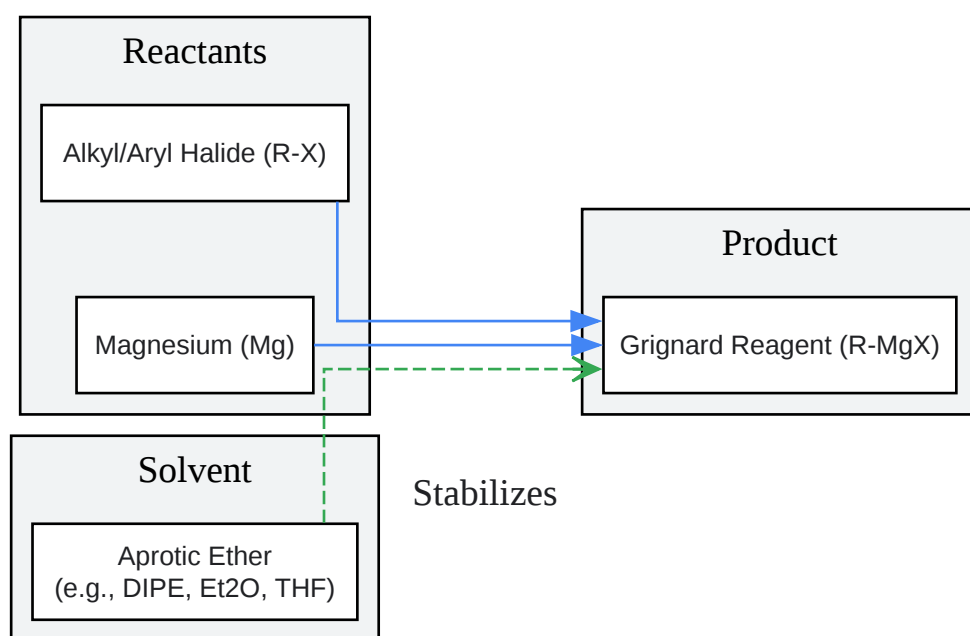 Reactants
Alkyl/Aryl Halide (R-X)
Magnesium (Mg)
Product
Grignard Reagent (R-MgX)
Solvent
Stabilizes
Aprotic Ether
(e.g., DIPE, Et2O, THF)